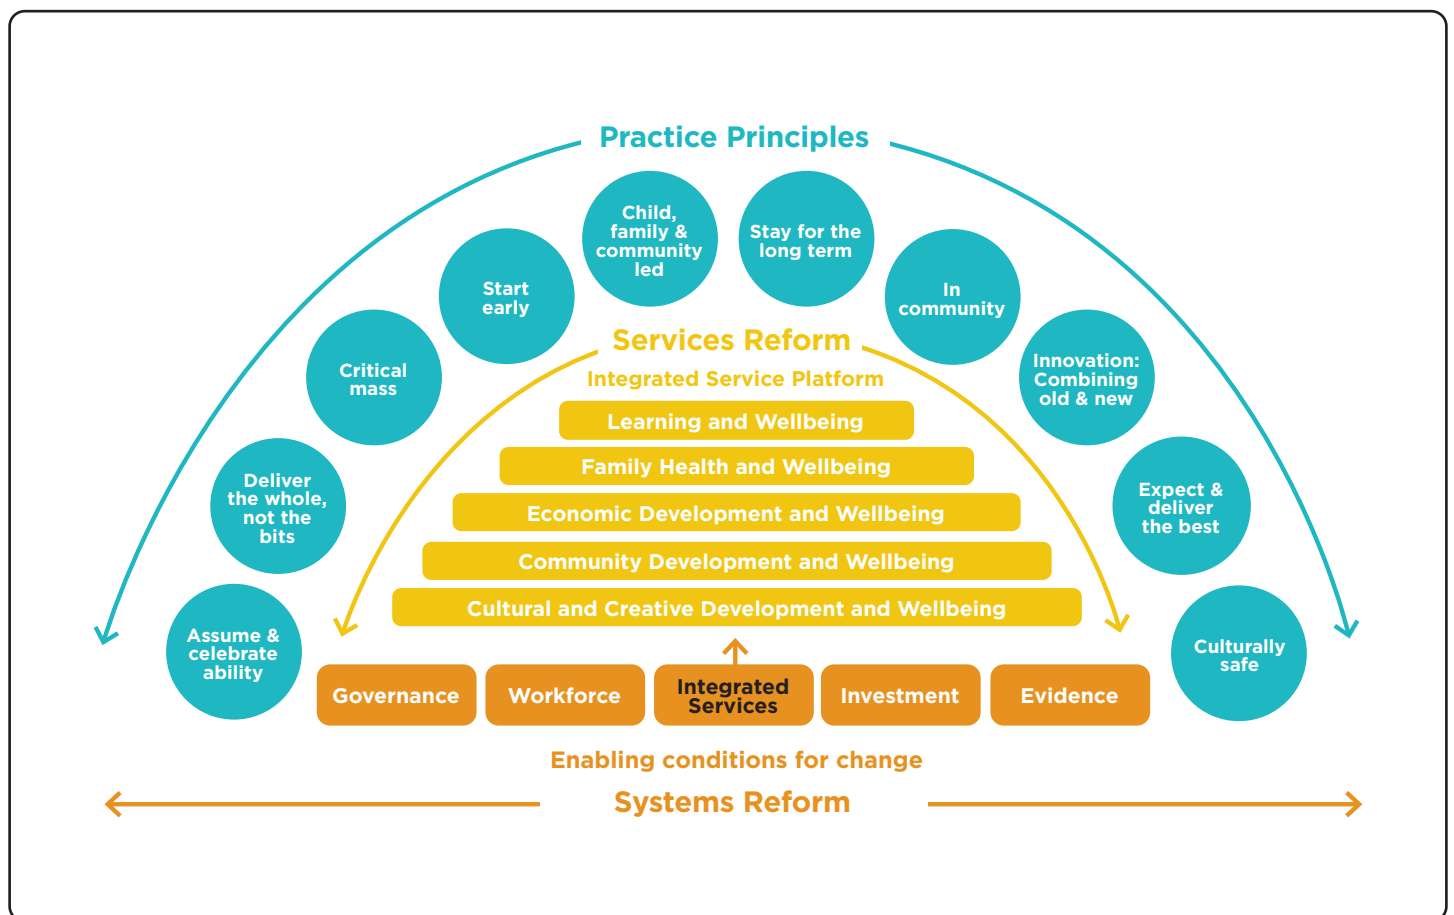 Practice Principles
Child,
family &
community
led
Stay for the
long term
Start
early
In
community
Critical
mass
Innovation:
Combining
old & new
Deliver
the whole,
not the
bits
Expect &
deliver
the best
Assume &
celebrate
ability
Culturally
safe
Services Reform
Integrated Service Platform
Learning and Wellbeing
Family Health and Wellbeing
Economic Development and Wellbeing
Community Development and Wellbeing
Cultural and Creative Development and Wellbeing
Governance
Workforce
Integrated
Services
Investment
Evidence
Enabling conditions for change
Systems Reform